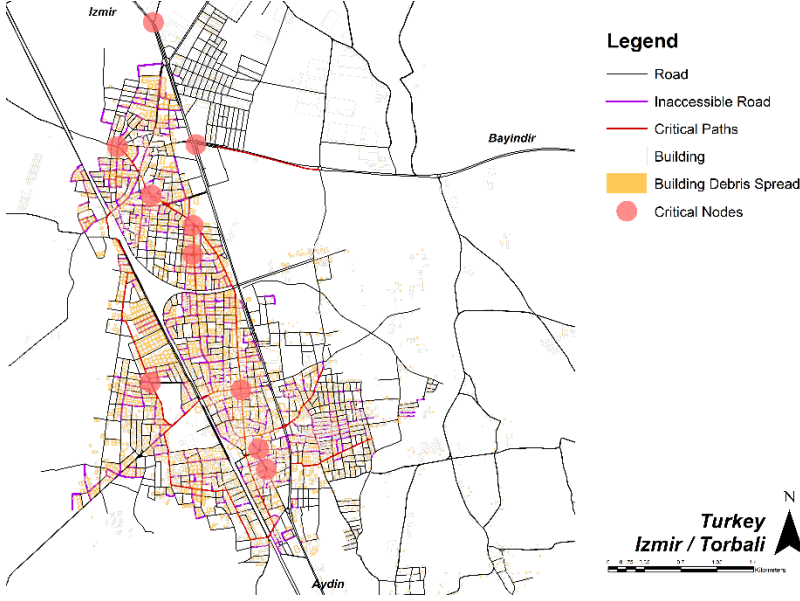 Izmir
Legend
Road
Inaccessible Road
Critical Paths
Bayindir
Building
Building Debris Spread
Critical Nodes
N
Turkey
Izmir / Torbali
Kilometers
Aydin